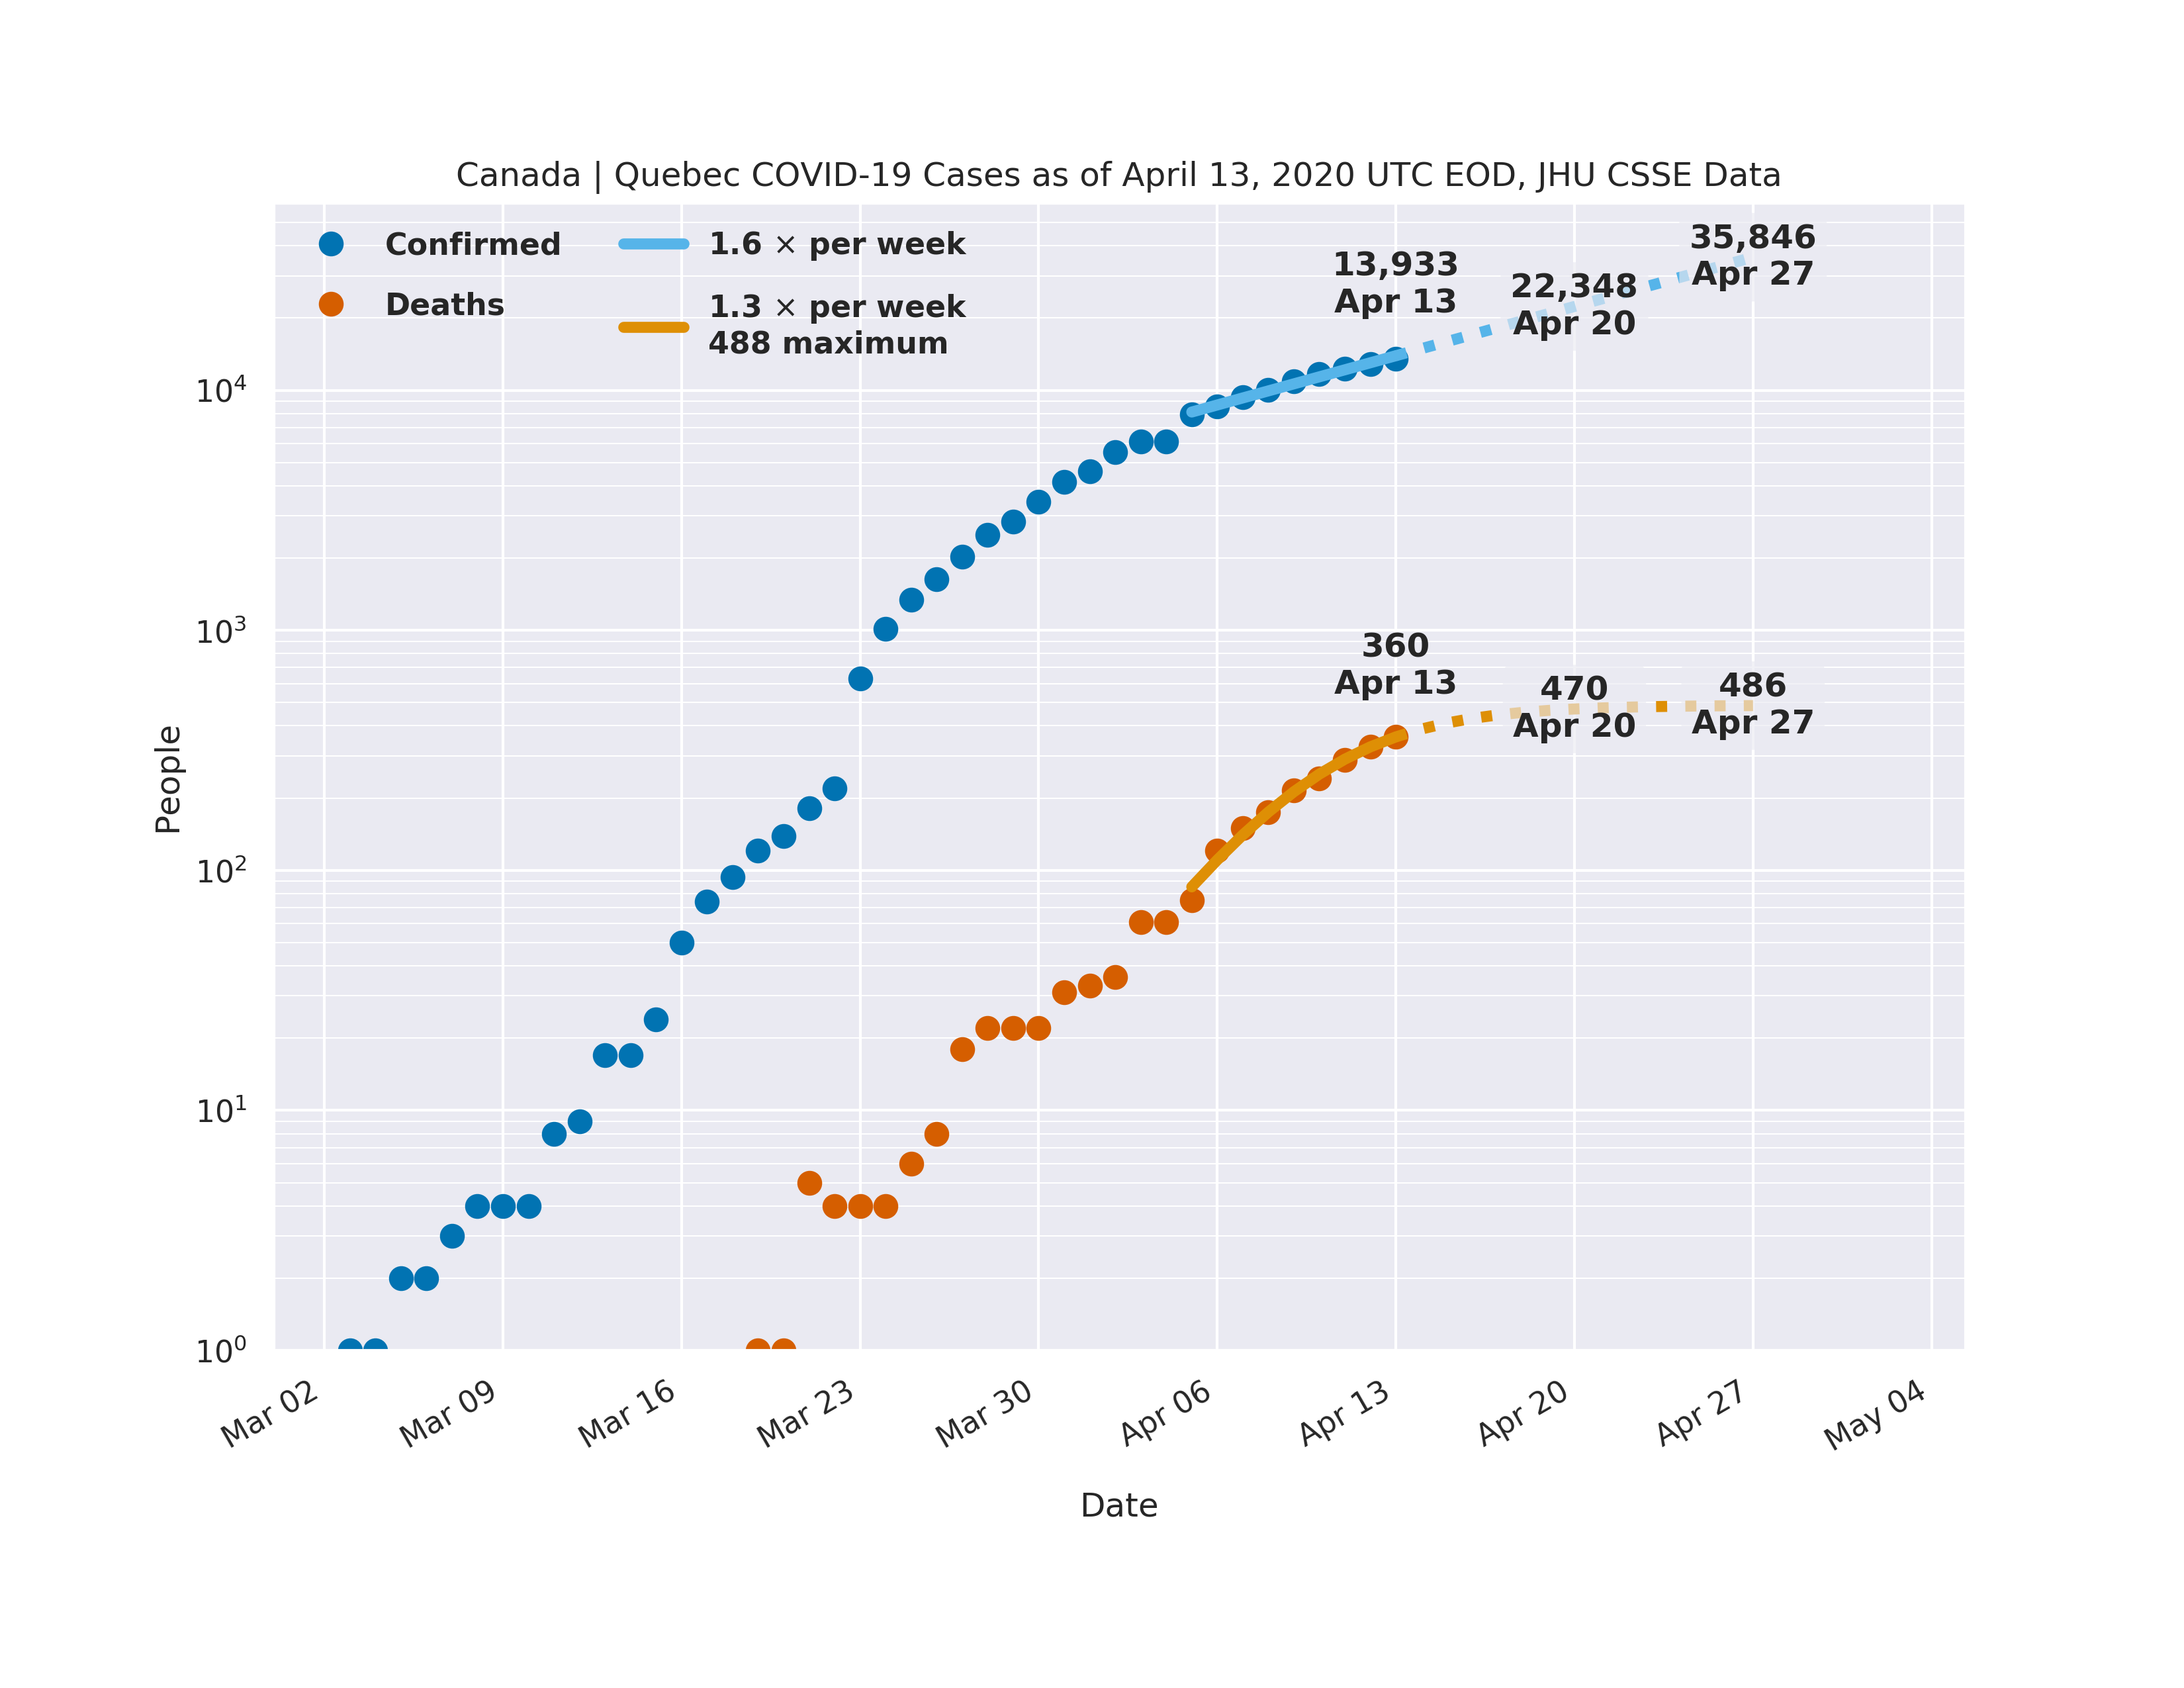 Canada | Quebec COVID-19 Cases as of April 13, 2020 UTC EOD, JHU CSSE Data
Confirmed
Deaths
1.6 × per week
1.3 × per week
488 maximum
13,933
Apr 13
22,348
Apr 20
35,846
Apr 27
360
Apr 13
470
Apr 20
486
Apr 27
People
10⁴
10³
10²
10¹
10⁰
Mar 02
Mar 09
Mar 16
Mar 23
Mar 30
Apr 06
Apr 13
Apr 20
Apr 27
May 04
Date